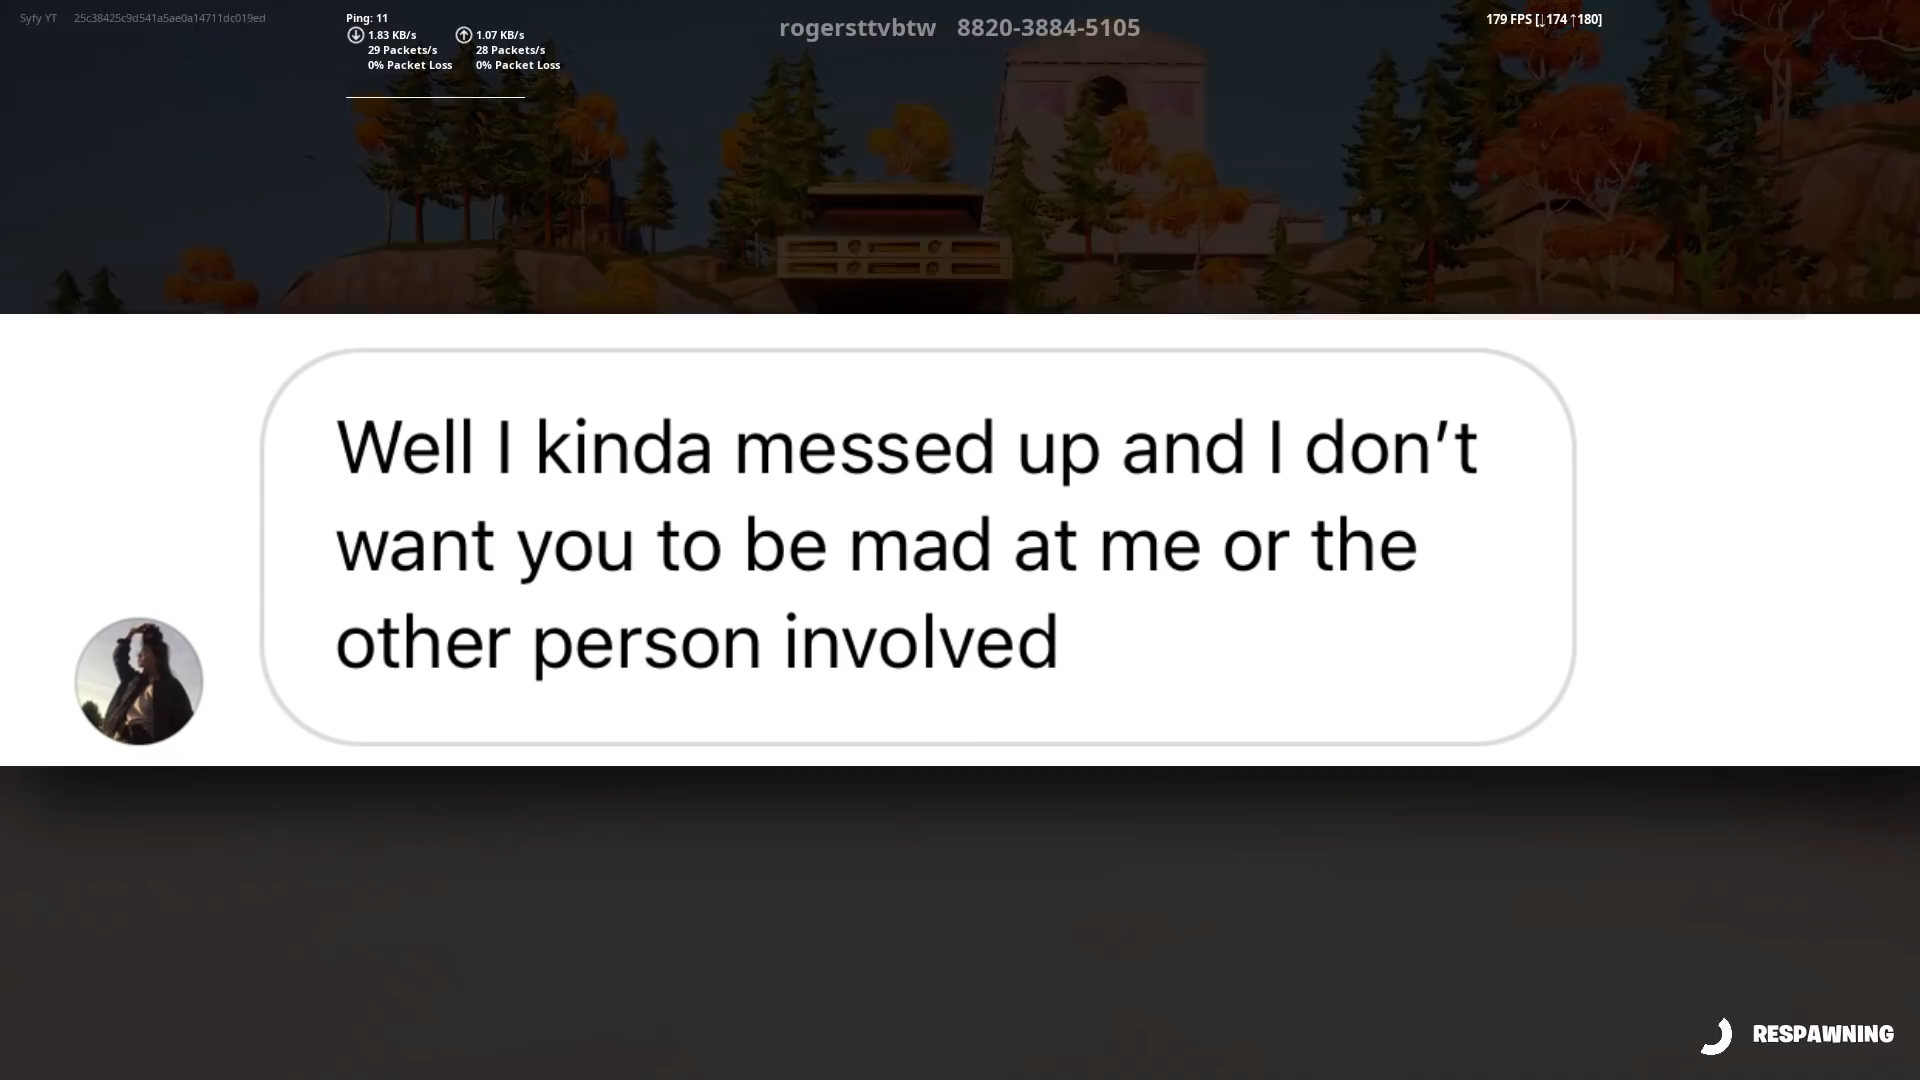 Syfy YT 25c38425c9d541a5ae0a14711dc019ed
Ping: 11
1.83 KB/s 1.07 KB/s
29 Packets/s 28 Packets/s
0% Packet Loss 0% Packet Loss
rogersttvbtw 8820-3884-5105
179 FPS [↓174 ↑180]
Well I kinda messed up and I don’t
want you to be mad at me or the
other person involved
RESPAWNING